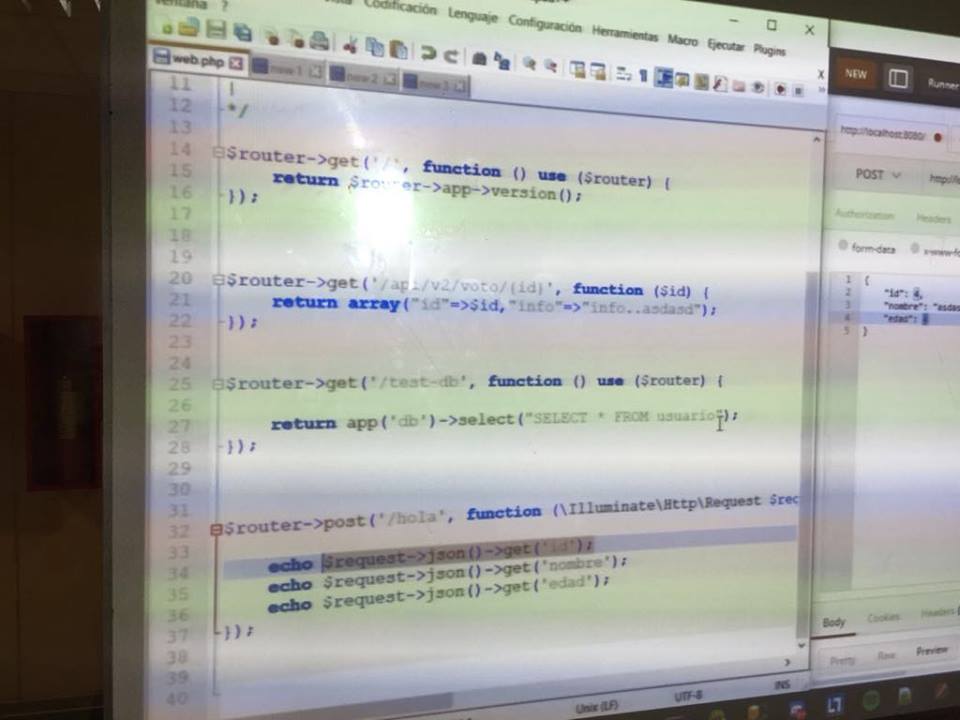 Ventana ?
Vista Codificación Lenguaje Configuración Herramientas Macro Ejecutar Plugins
X
web.php new 1 new 2 new 3
11 |
12 */
13
14 $router->get('/', function () use ($router) {
15 return $router->app->version();
16 });
17
18
19
20 $router->get('/api/v2/voto/{id}', function ($id) {
21 return array("id"=>$id,"info"=>"info..asdasd");
22 });
23
24
25 $router->get('/test-db', function () use ($router) {
26
27 return app('db')->select("SELECT * FROM usuario");
28 });
29
30
31
32 $router->post('/hola', function (\Illuminate\Http\Request $rec
33
34 echo $request->json()->get('id');
35 echo $request->json()->get('nombre');
36 echo $request->json()->get('edad');
37 });
38
39
40
Unix (LF) UTF-8 INS
NEW Runner
http://localhost:8080/
POST http://l
Authorization Headers
form-data x-www-fo
1 {
2 "id":
3 "nombre": "asdas
4 "edad":
5 }
Body Cookies Headers
Pretty Raw Preview